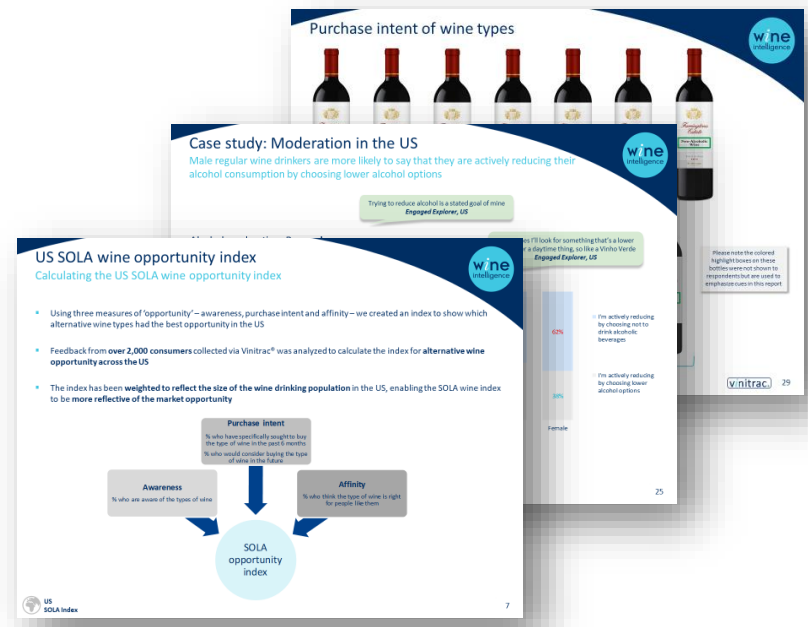 Purchase intent of wine types
wine
intelligence
Please note the colored
highlight boxes on these
bottles were not shown to
respondents but are used to
emphasize cues in this report
vinitrac.
29
Case study: Moderation in the US
Male regular wine drinkers are more likely to say that they are actively reducing their
alcohol consumption by choosing lower alcohol options
wine
intelligence
Trying to reduce alcohol is a stated goal of mine
Engaged Explorer, US
I'll look for something that's a lower
a daytime thing, so like a Vinho Verde
Engaged Explorer, US
62%
I'm actively reducing
by choosing not to
drink alcoholic
beverages
I'm actively reducing
by choosing lower
alcohol options
Female
25
US SOLA wine opportunity index
Calculating the US SOLA wine opportunity index
wine
intelligence
Using three measures of 'opportunity' – awareness, purchase intent and affinity – we created an index to show which
alternative wine types had the best opportunity in the US
Feedback from over 2,000 consumers collected via Vinitrac® was analyzed to calculate the index for alternative wine
opportunity across the US
The index has been weighted to reflect the size of the wine drinking population in the US, enabling the SOLA wine index
to be more reflective of the market opportunity
Purchase intent
% who have specifically sought to buy
the type of wine in the past 6 months
% who would consider buying the type
of wine in the future
Awareness
% who are aware of the types of wine
Affinity
% who think the type of wine is right
for people like them
SOLA
opportunity
index
US
SOLA Index
7